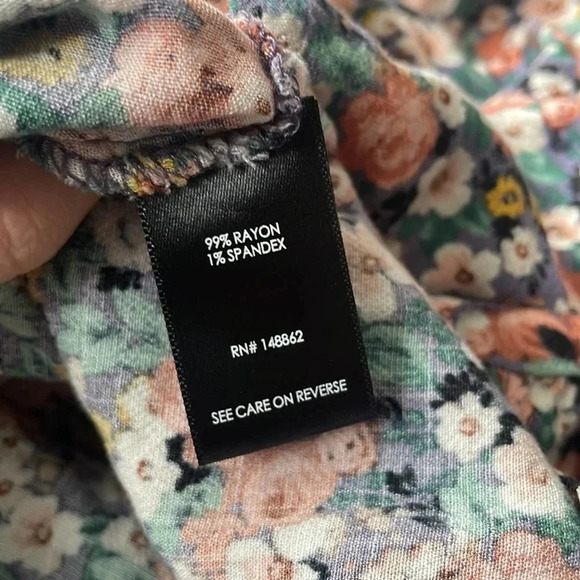 99% RAYON
1% SPANDEX
RN# 148862
SEE CARE ON REVERSE